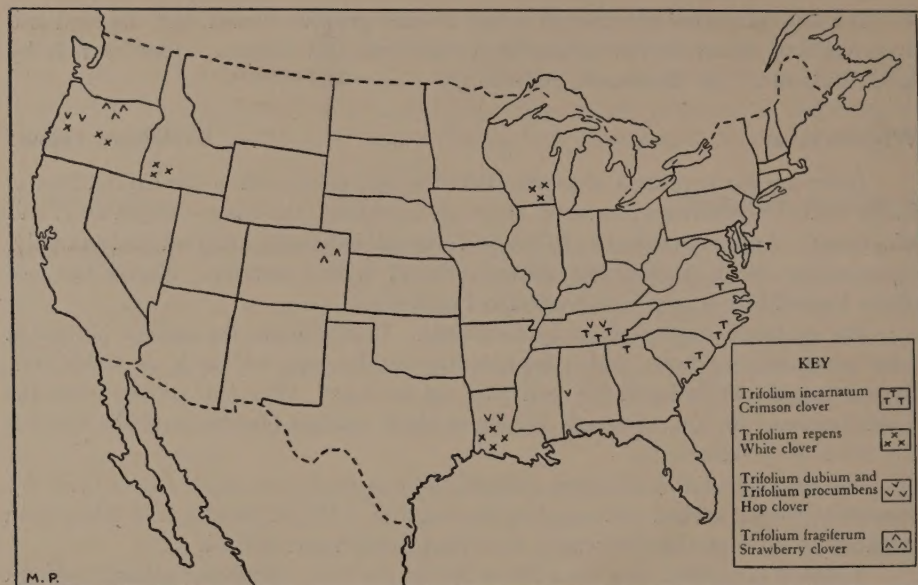 KEY
Trifolium incarnatum
Crimson clover
Trifolium repens
White clover
Trifolium dubium and
Trifolium procumbens
Hop clover
Trifolium fragiferum
Strawberry clover
M. P.